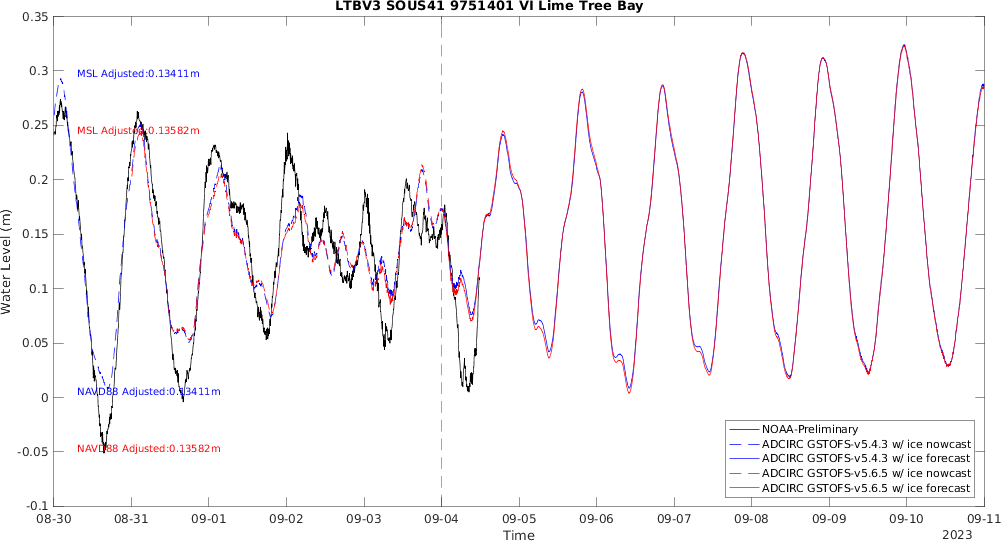 LTBV3 SOUS41 9751401 VI Lime Tree Bay
0.35
0.3
0.25
0.2
0.15
0.1
0.05
0
-0.05
-0.1
Water Level (m)
MSL Adjusted:0.13411m
MSL Adjusted:0.13582m
NAVD88 Adjusted:0.13411m
NAVD88 Adjusted:0.13582m
NOAA-Preliminary
ADCIRC GSTOFS-v5.4.3 w/ ice nowcast
ADCIRC GSTOFS-v5.4.3 w/ ice forecast
ADCIRC GSTOFS-v5.6.5 w/ ice nowcast
ADCIRC GSTOFS-v5.6.5 w/ ice forecast
08-30 08-31 09-01 09-02 09-03 09-04 09-05 09-06 09-07 09-08 09-09 09-10 09-11
Time
2023